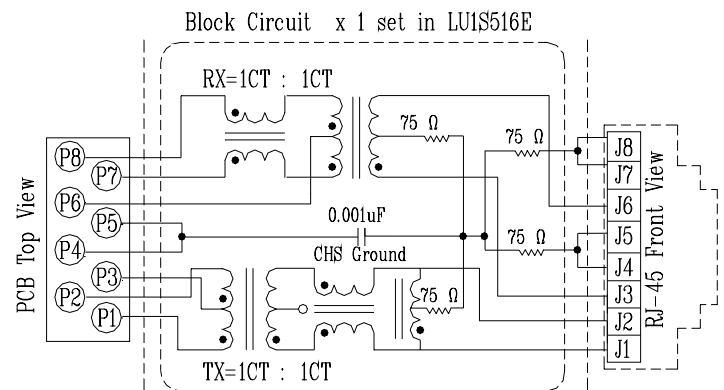 Block Circuit x 1 set in LU1S516E
RX=1CT : 1CT
75 Ω
75 Ω
J8
P8
J7
P7
P6
J6
0.001uF
P5
J5
75 Ω
P4
CHS Ground
J4
P3
J3
P2
75 Ω
J2
P1
J1
TX=1CT : 1CT
PCB Top View
RJ-45 Front View